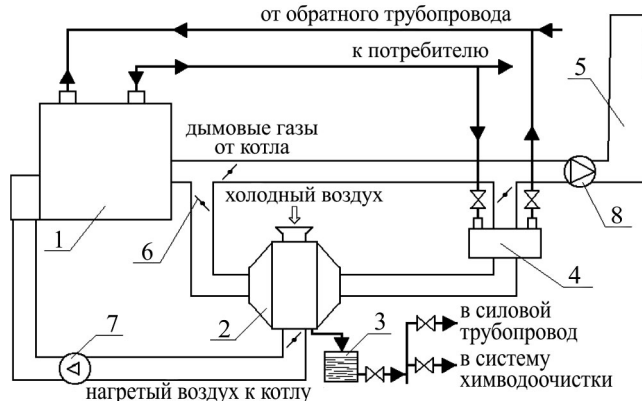 от обратного трубопровода
к потребителю
5
дымовые газы
от котла
холодный воздух
1
6
8
4
2
3
в силовой
трубопровод
7
в систему
химводоочистки
нагретый воздух к котлу